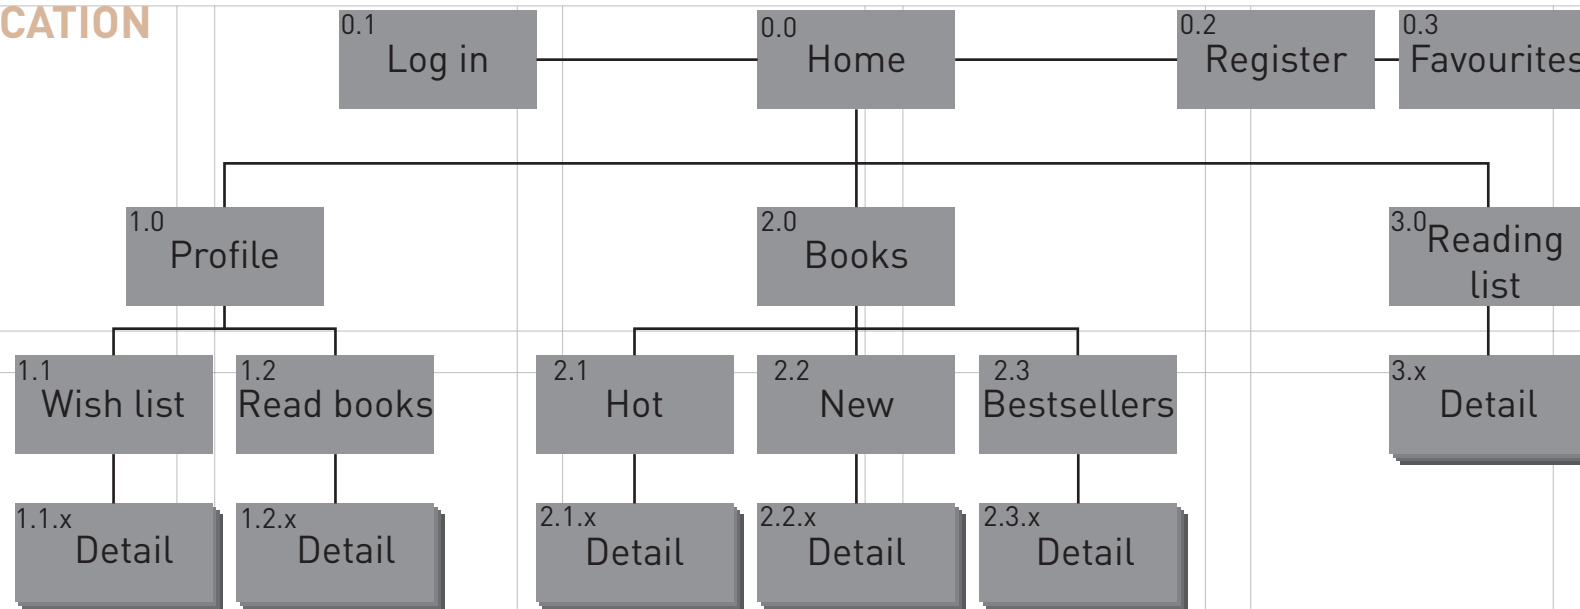 CATION
0.1
Log in
0.0
Home
0.2
Register
0.3
Favourites
1.0
Profile
2.0
Books
3.0
Reading
list
1.1
Wish list
1.2
Read books
2.1
Hot
2.2
New
2.3
Bestsellers
3.x
Detail
1.1.x
Detail
1.2.x
Detail
2.1.x
Detail
2.2.x
Detail
2.3.x
Detail